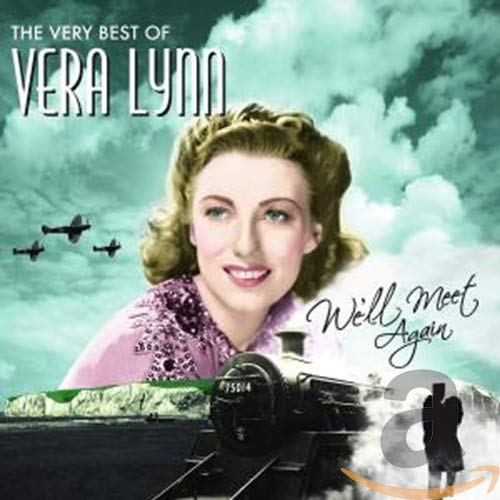 THE VERY BEST OF
VERA LYNN
We'll Meet
Again
75014
a